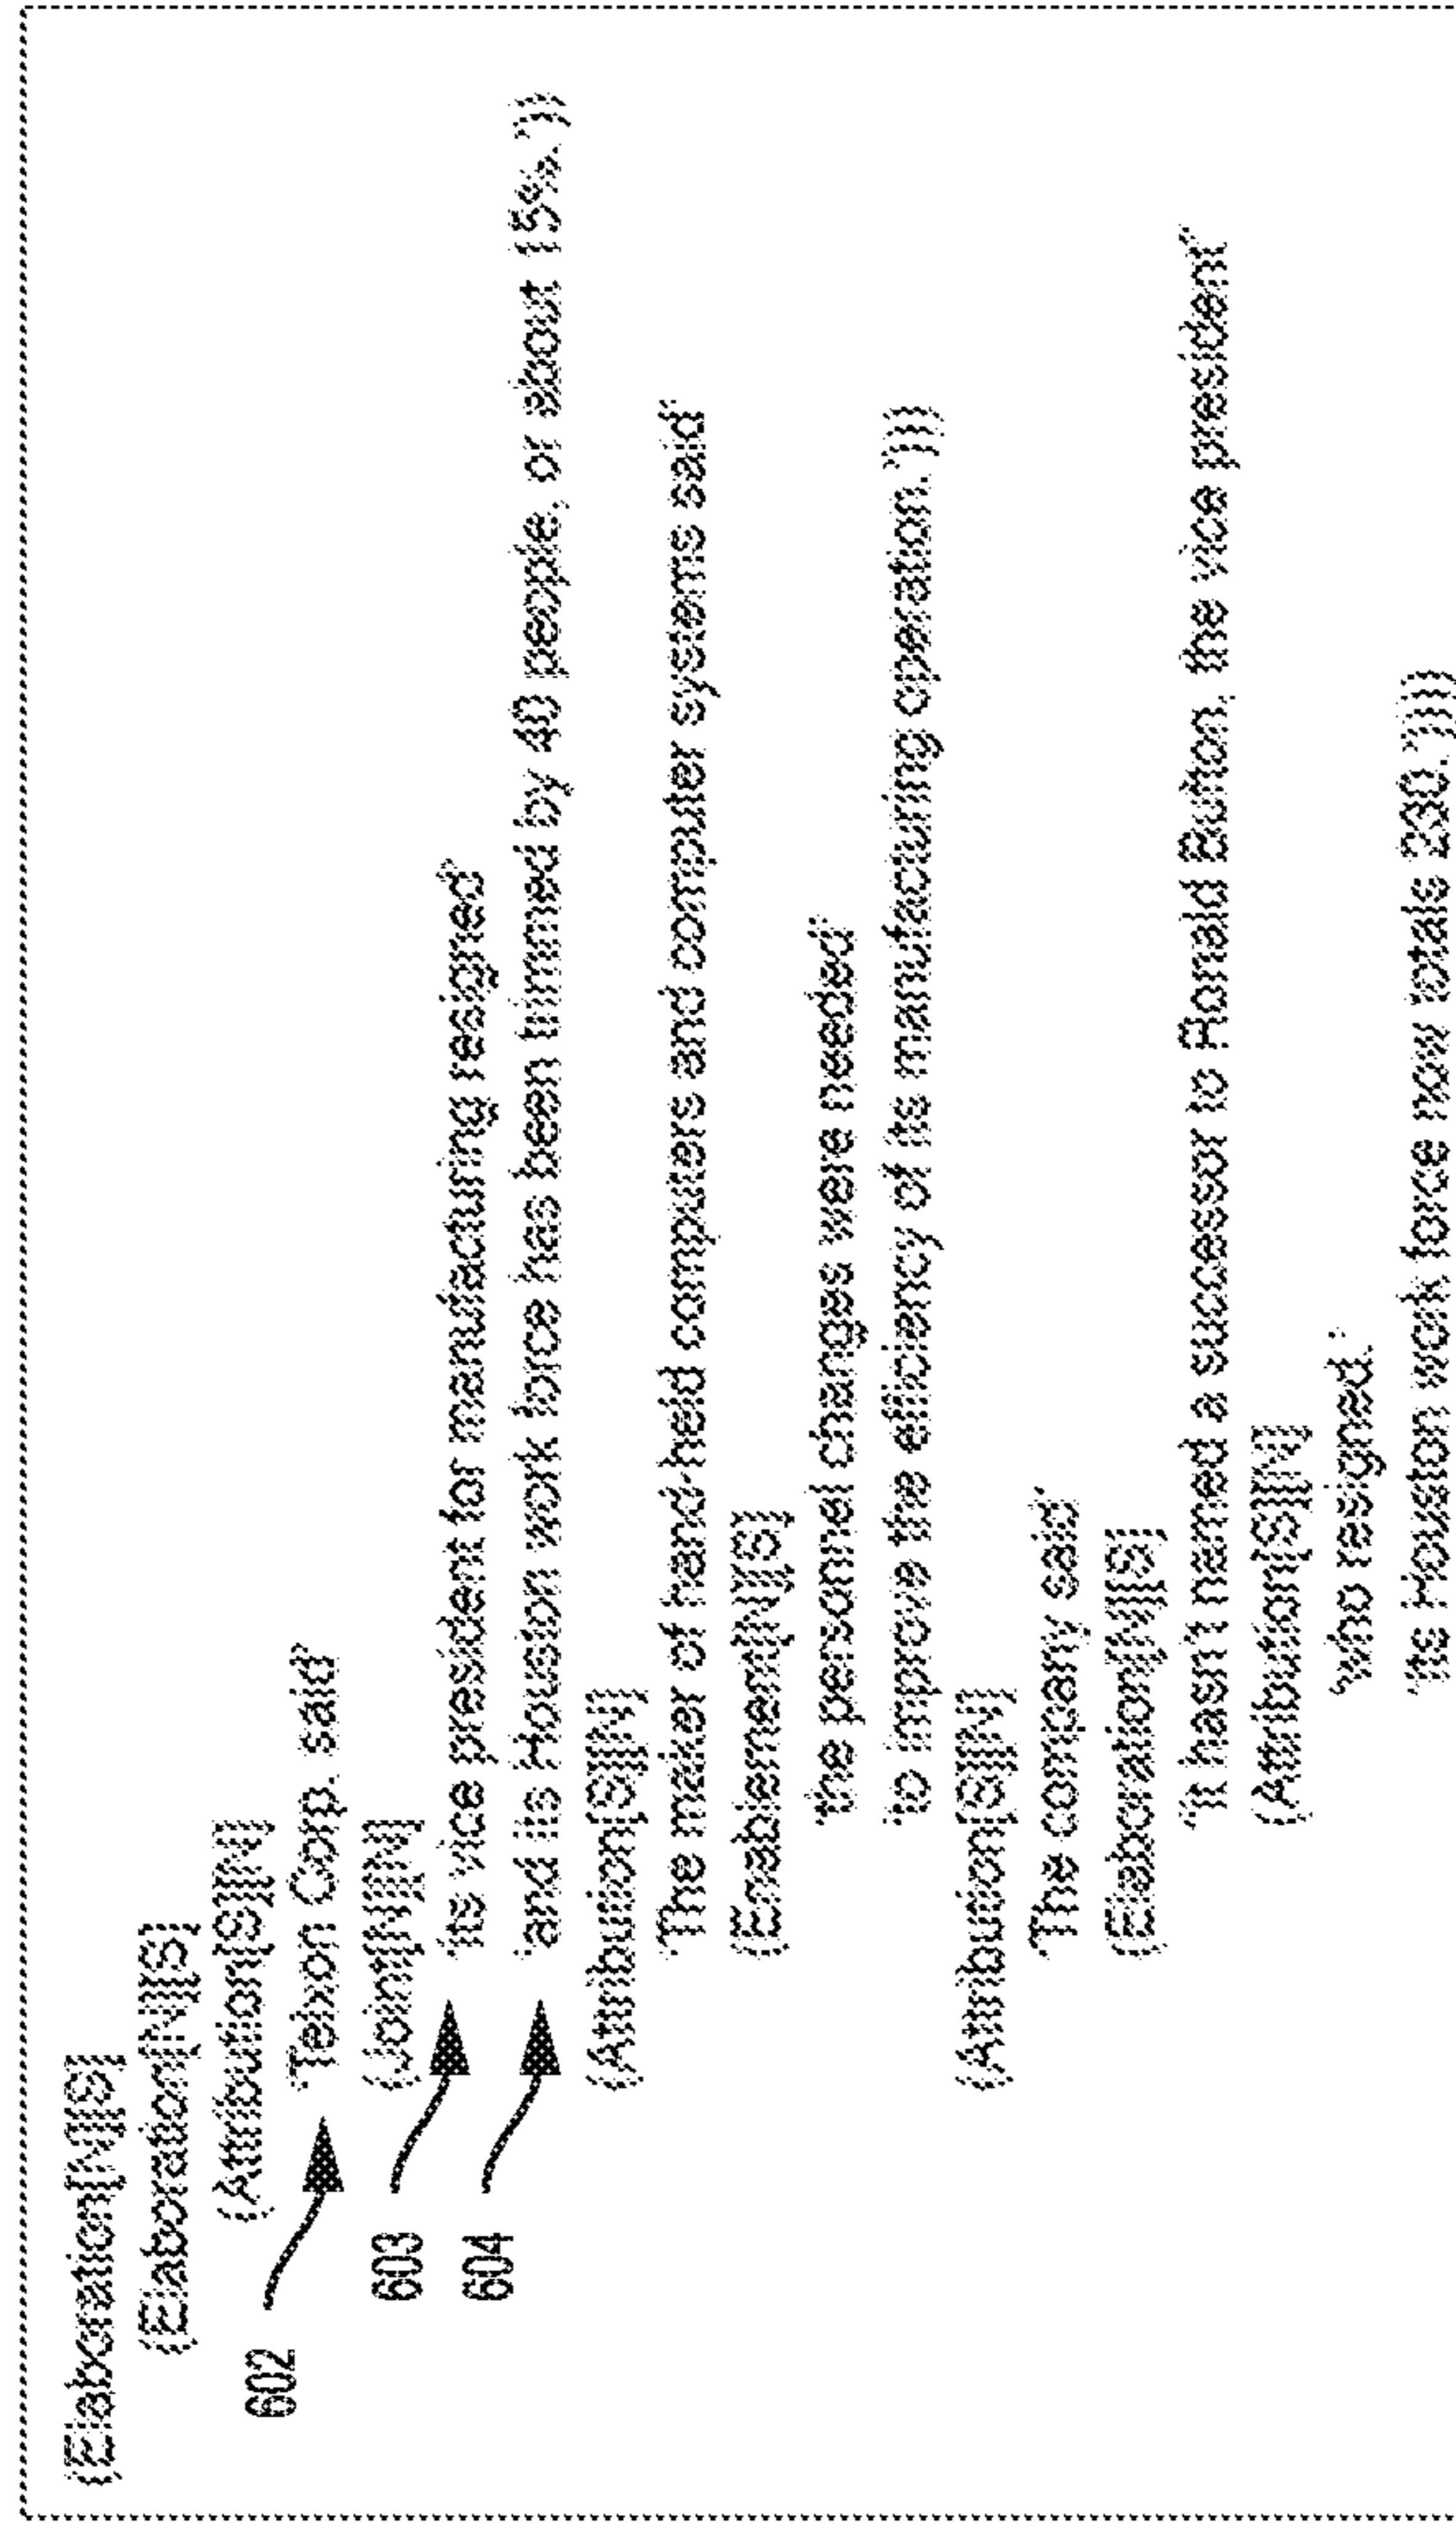 (Elaboration[N][S]
(Elaboration[N][S]
(Attribution[S][N]
602
'Telxon Corp. said'
(Joint[N][N]
603
'its vice president for manufacturing resigned'
604
'and its Houston work force has been trimmed by 40 people, or about 15%.'))
(Attribution[S][N]
'The maker of hand-held computers and computer systems said'
(Enablement[N][S]
'the personnel changes were needed'
'to improve the efficiency of its manufacturing operation.')))
(Attribution[S][N]
'The company said'
(Elaboration[N][S]
'it hasn't named a successor to Ronald Button, the vice president'
(Attribution[S][N]
'who resigned.'
'Its Houston work force now totals 230.'))))